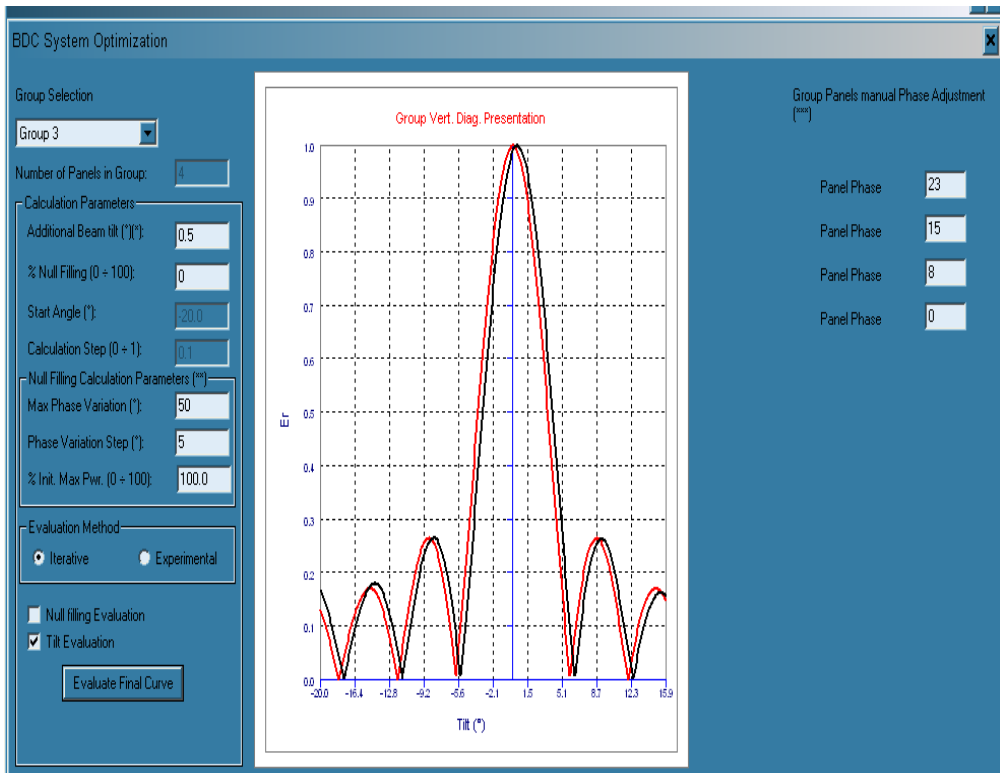 BDC System Optimization
Group Selection
Group 3
Number of Panels in Group: 4
Calculation Parameters
Additional Beam tilt (°)(*): 0.5
% Null Filling (0 ÷ 100): 0
Start Angle (°): -20.0
Calculation Step (0 ÷ 1): 0.1
Null Filling Calculation Parameters (**)
Max Phase Variation (°): 50
Phase Variation Step (°): 5
% Init. Max Pwr. (0 ÷ 100): 100.0
Evaluation Method
Iterative Experimental
Null filling Evaluation
Tilt Evaluation
Evaluate Final Curve
Group Vert. Diag. Presentation
1.0
0.9
0.8
0.7
0.6
0.5
0.4
0.3
0.2
0.1
0.0
Er
-20.0 -16.4 -12.8 -9.2 -5.6 -2.1 1.5 5.1 8.7 12.3 15.9
Tilt (°)
Group Panels manual Phase Adjustment
(***)
Panel Phase 23
Panel Phase 15
Panel Phase 8
Panel Phase 0